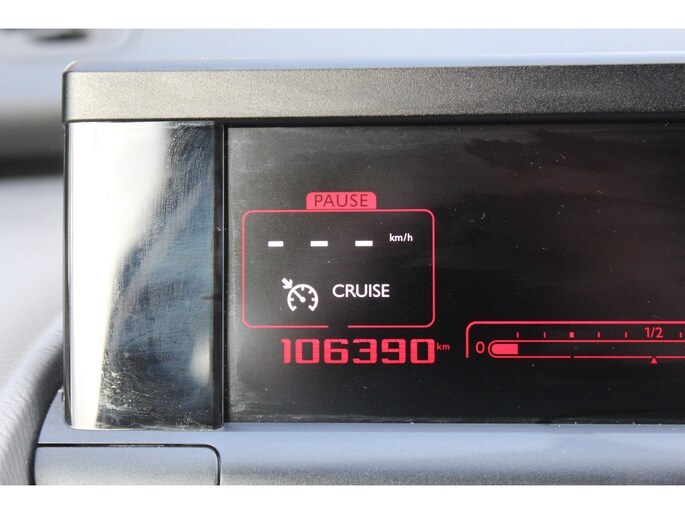 PAUSE
- - - km/h
CRUISE
106390 km
1/2
0